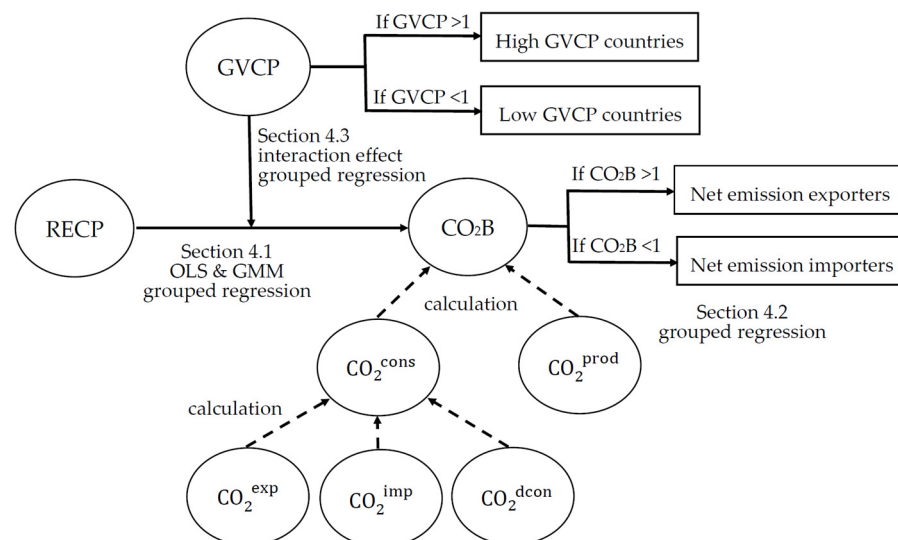 If GVCP >1
High GVCP countries
GVCP
If GVCP <1
Low GVCP countries
Section 4.3
interaction effect
grouped regression
If CO₂B >1
Net emission exporters
RECP
CO₂B
Section 4.1
OLS & GMM
grouped regression
If CO₂B <1
Net emission importers
calculation
Section 4.2
grouped regression
CO₂ᶜᵒⁿˢ
CO₂ᵖʳᵒᵈ
calculation
CO₂ᵉˣᵖ
CO₂ⁱᵐᵖ
CO₂ᵈᶜᵒⁿ